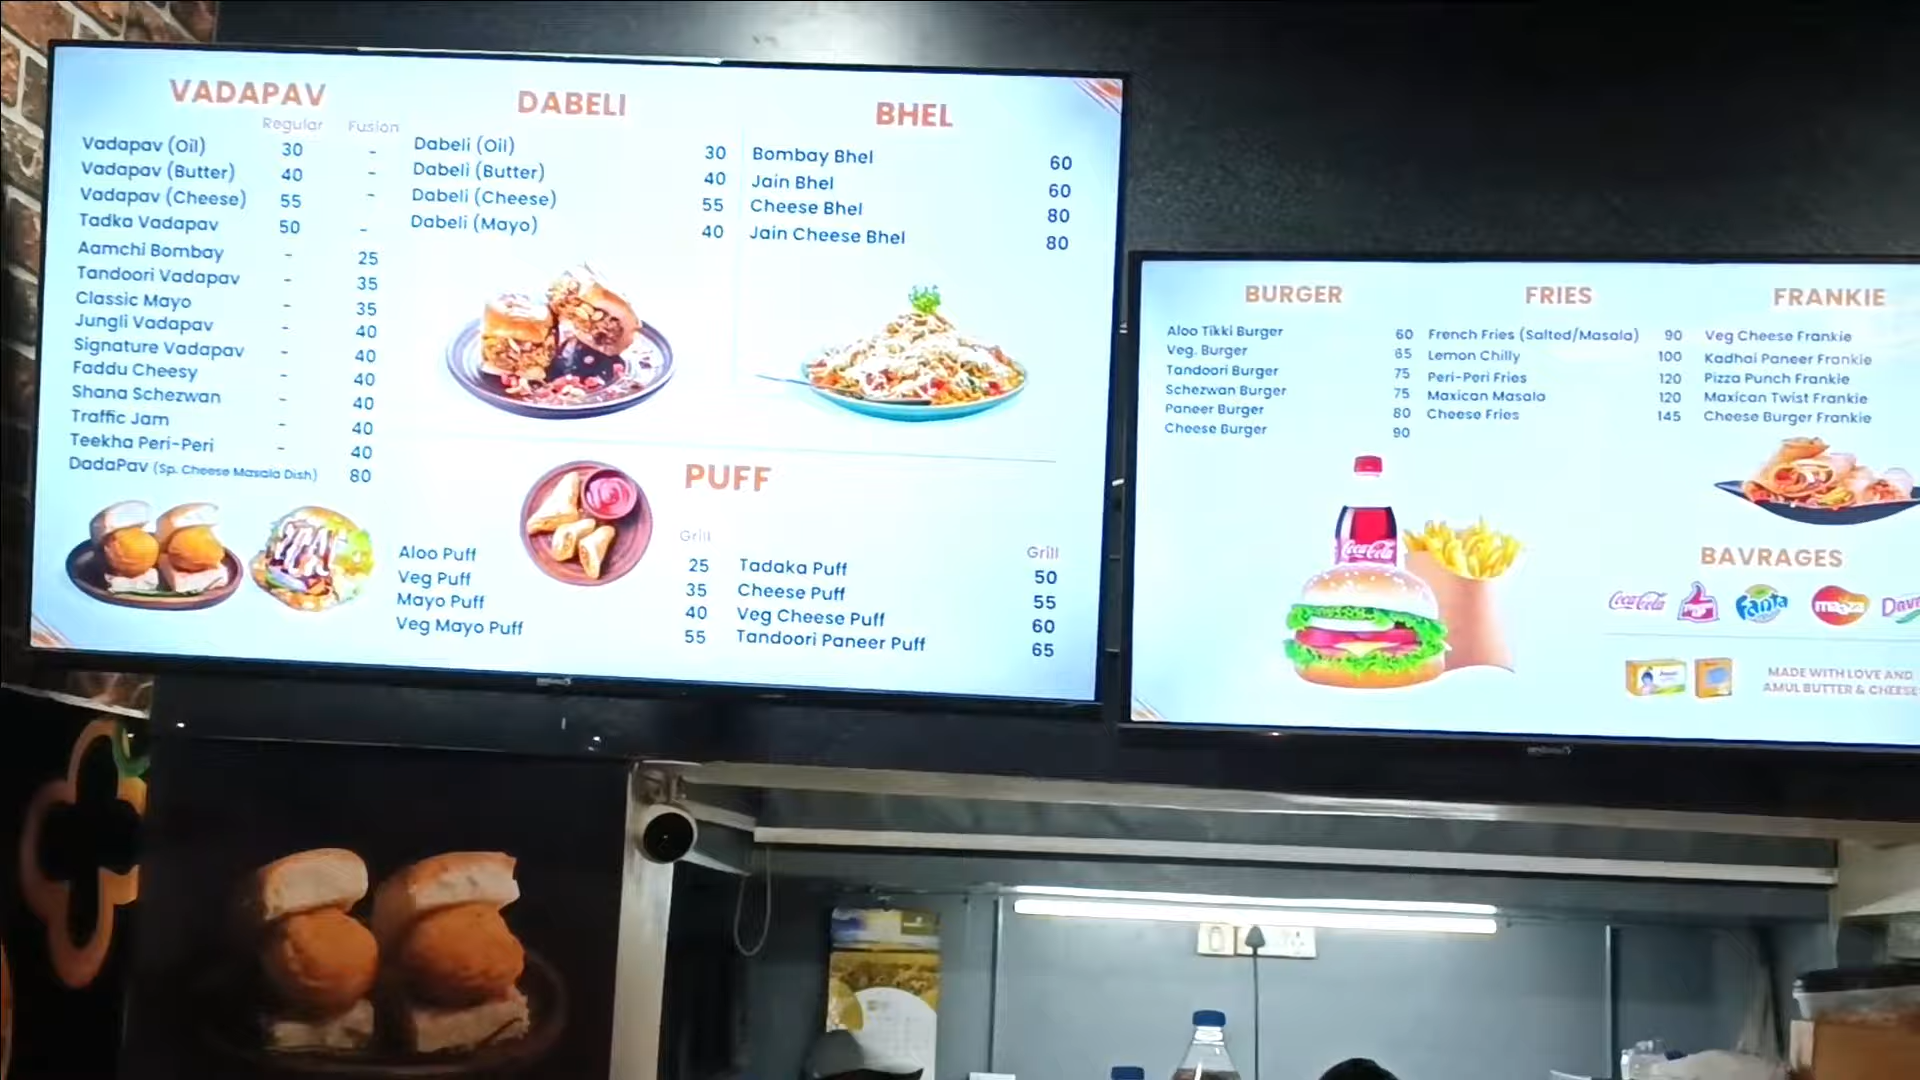 VADAPAV
Regular Fusion
Vadapav (Oil) 30 -
Vadapav (Butter) 40 -
Vadapav (Cheese) 55 -
Tadka Vadapav 50 -
Aamchi Bombay - 25
Tandoori Vadapav - 35
Classic Mayo - 35
Jungli Vadapav - 40
Signature Vadapav - 40
Faddu Cheesy - 40
Shana Schezwan - 40
Traffic Jam - 40
Teekha Peri-Peri - 40
DadaPav (Sp. Cheese Masala Dish) 80
DABELI
Dabeli (Oil) 30
Dabeli (Butter) 40
Dabeli (Cheese) 55
Dabeli (Mayo) 40
BHEL
Bombay Bhel 60
Jain Bhel 60
Cheese Bhel 80
Jain Cheese Bhel 80
PUFF
Grill
Aloo Puff 25
Veg Puff 35
Mayo Puff 40
Veg Mayo Puff 55
Grill
Tadaka Puff 50
Cheese Puff 55
Veg Cheese Puff 60
Tandoori Paneer Puff 65
BURGER
Aloo Tikki Burger 60
Veg. Burger 65
Tandoori Burger 75
Schezwan Burger 75
Paneer Burger 80
Cheese Burger 90
Coca-Cola
FRIES
French Fries (Salted/Masala) 90
Lemon Chilly 100
Peri-Peri Fries 120
Maxican Masala 120
Cheese Fries 145
FRANKIE
Veg Cheese Frankie
Kadhai Paneer Frankie
Pizza Punch Frankie
Maxican Twist Frankie
Cheese Burger Frankie
BAVRAGES
Coca-Cola Fanta maaza Dave
MADE WITH LOVE AND
AMUL BUTTER & CHEESE